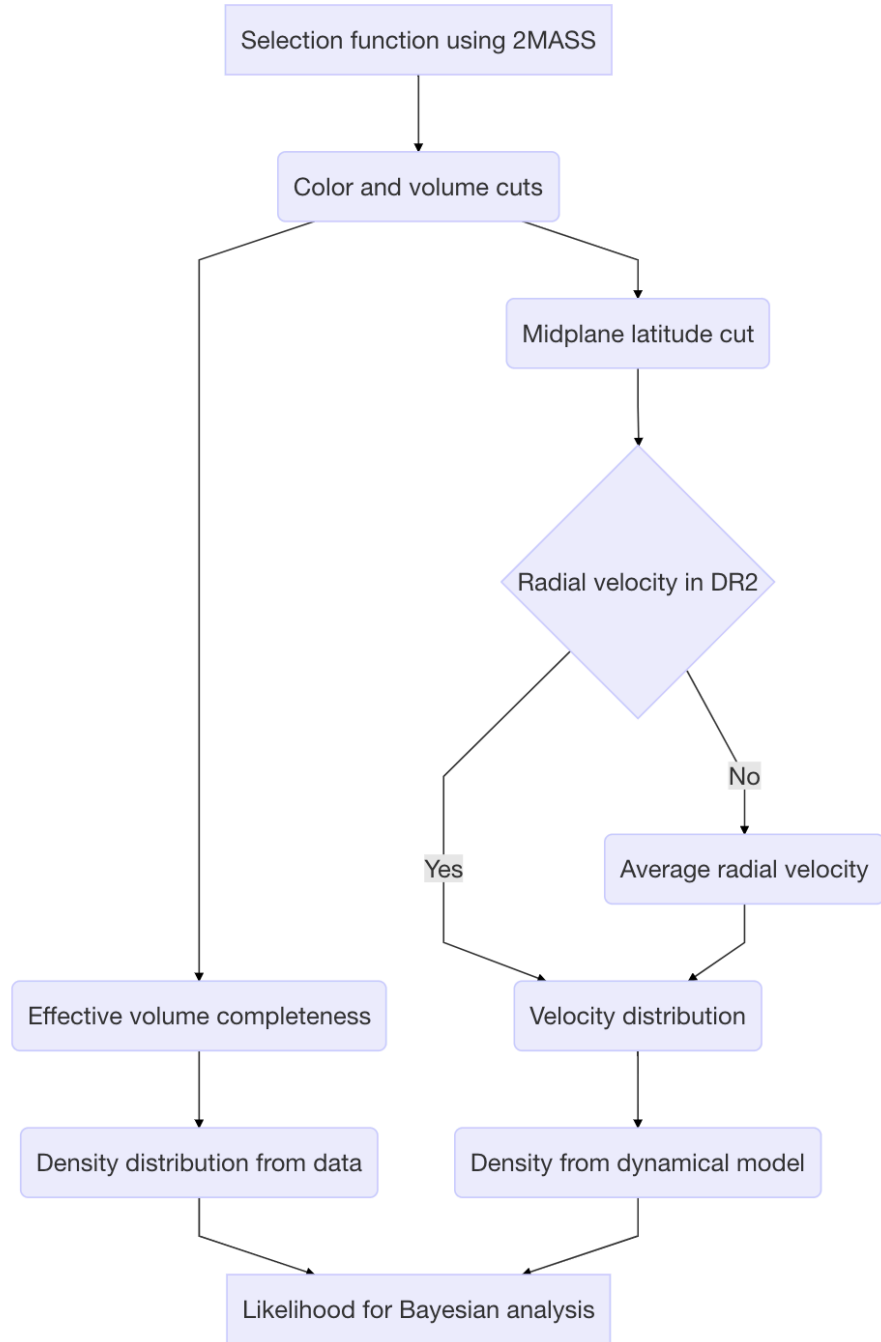 Selection function using 2MASS
Color and volume cuts
Midplane latitude cut
Radial velocity in DR2
No
Yes
Average radial velocity
Effective volume completeness
Velocity distribution
Density distribution from data
Density from dynamical model
Likelihood for Bayesian analysis